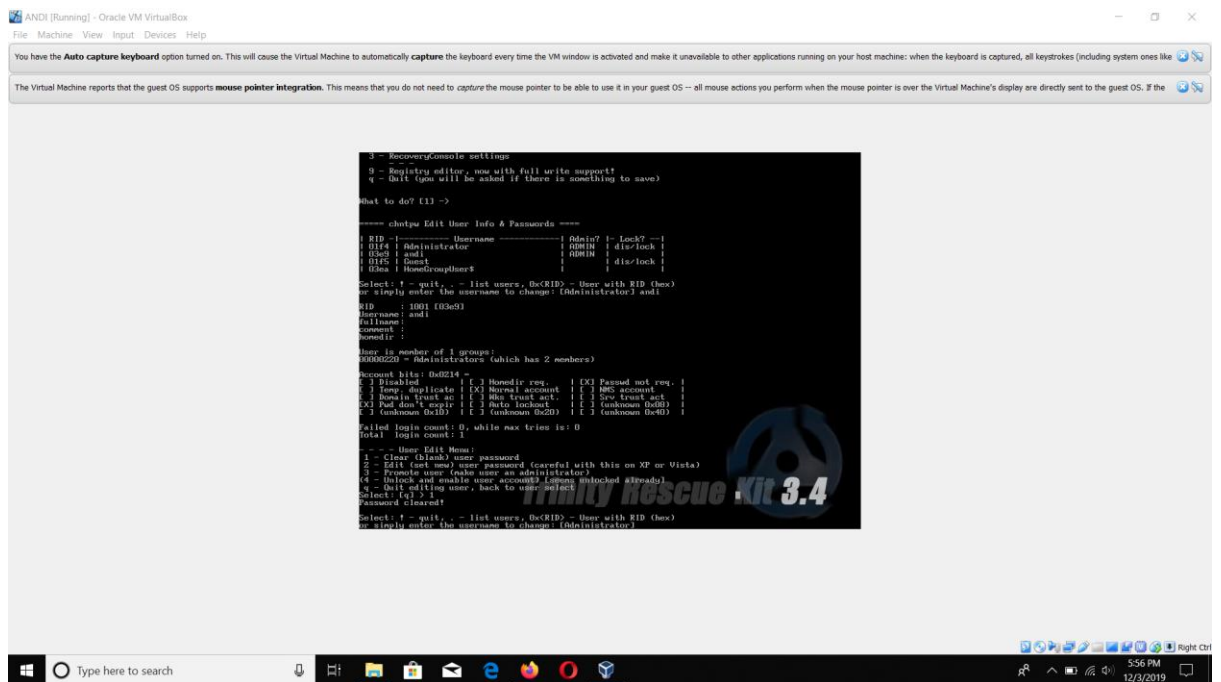 ANDI [Running] - Oracle VM VirtualBox
File Machine View Input Devices Help
You have the Auto capture keyboard option turned on. This will cause the Virtual Machine to automatically capture the keyboard every time the VM window is activated and make it unavailable to other applications running on your host machine: when the keyboard is captured, all keystrokes (including system ones like
The Virtual Machine reports that the guest OS supports mouse pointer integration. This means that you do not need to capture the mouse pointer to be able to use it in your guest OS -- all mouse actions you perform when the mouse pointer is over the Virtual Machine's display are directly sent to the guest OS. If the
3 - RecoveryConsole settings
- - -
9 - Registry editor, now with full write support!
q - Quit (you will be asked if there is something to save)
What to do? [1] ->
===== chntpw Edit User Info & Passwords ====
| RID -|---------- Username ------------| Admin? |- Lock? --|
| 01f4 | Administrator | ADMIN | dis/lock |
| 03e9 | andi | ADMIN | |
| 01f5 | Guest | | dis/lock |
| 03ea | HomeGroupUser$ | | |
Select: ! - quit, . - list users, 0x<RID> - User with RID (hex)
or simply enter the username to change: [Administrator] andi
RID : 1001 [03e9]
Username: andi
fullname:
comment :
homedir :
User is member of 1 groups:
00000220 = Administrators (which has 2 members)
Account bits: 0x0214 =
[ ] Disabled | [ ] Homedir req. | [X] Passwd not req. |
[ ] Temp. duplicate | [X] Normal account | [ ] NMS account |
[ ] Domain trust ac | [ ] Wks trust act. | [ ] Srv trust act |
[X] Pwd don't expir | [ ] Auto lockout | [ ] (unknown 0x08) |
[ ] (unknown 0x10) | [ ] (unknown 0x20) | [ ] (unknown 0x40) |
Failed login count: 0, while max tries is: 0
Total login count: 1
- - - - User Edit Menu:
1 - Clear (blank) user password
2 - Edit (set new) user password (careful with this on XP or Vista)
3 - Promote user (make user an administrator)
(4 - Unlock and enable user account) [seems unlocked already]
q - Quit editing user, back to user select
Select: [q] > 1
Password cleared!
Select: ! - quit, . - list users, 0x<RID> - User with RID (hex)
or simply enter the username to change: [Administrator]
Trinity Rescue Kit 3.4
Right Ctrl
Type here to search
5:56 PM
12/3/2019